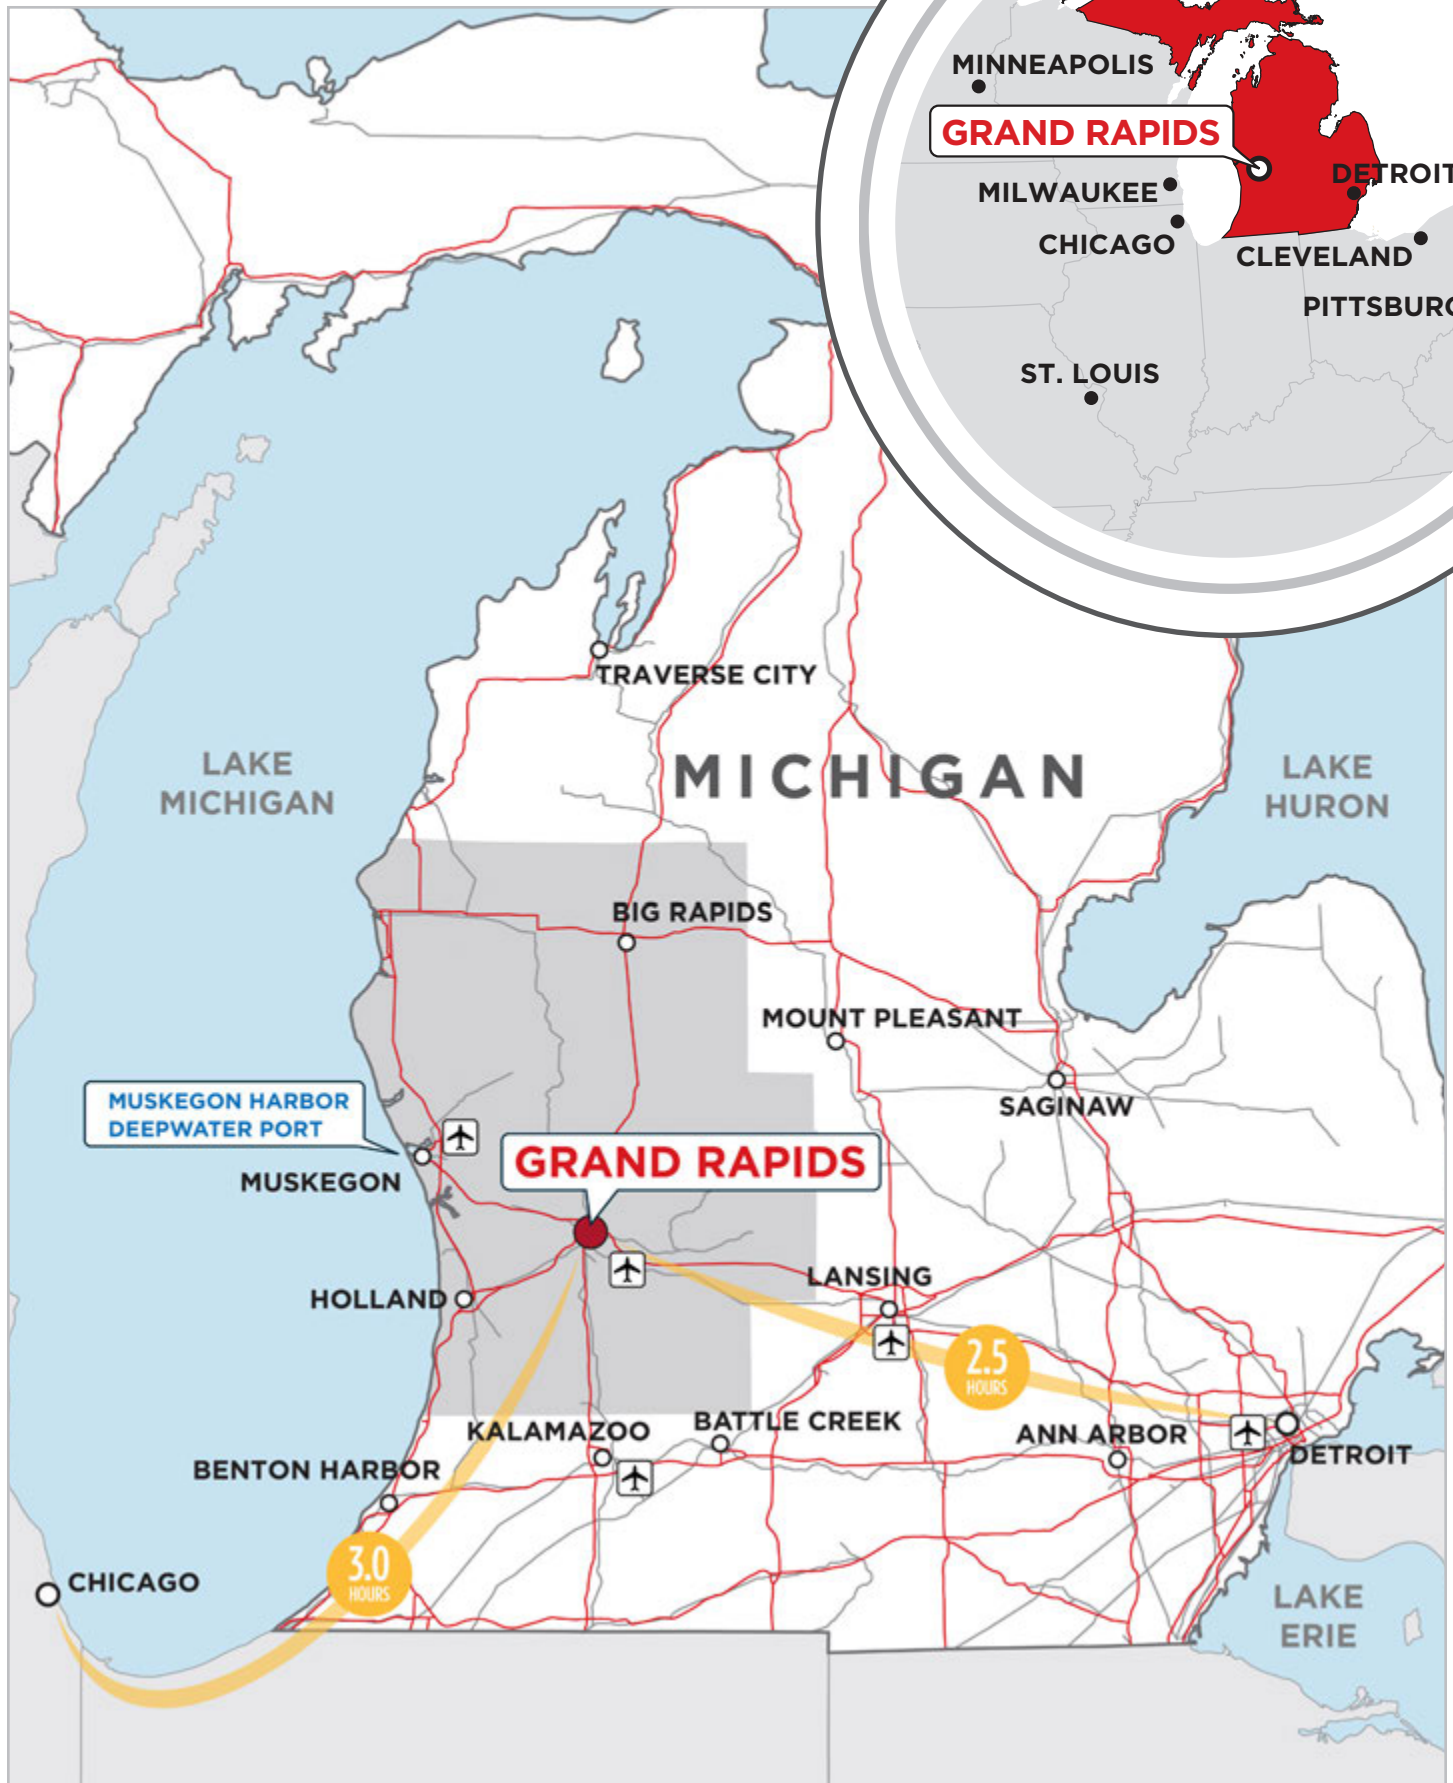 MINNEAPOLIS
GRAND RAPIDS
DETROIT
MILWAUKEE
CHICAGO
CLEVELAND
PITTSBURG
ST. LOUIS
TRAVERSE CITY
MICHIGAN
LAKE
MICHIGAN
LAKE
HURON
BIG RAPIDS
MOUNT PLEASANT
SAGINAW
MUSKEGON HARBOR
DEEPWATER PORT
MUSKEGON
GRAND RAPIDS
HOLLAND
LANSING
2.5
HOURS
KALAMAZOO
BATTLE CREEK
ANN ARBOR
DETROIT
BENTON HARBOR
3.0
HOURS
CHICAGO
LAKE
ERIE